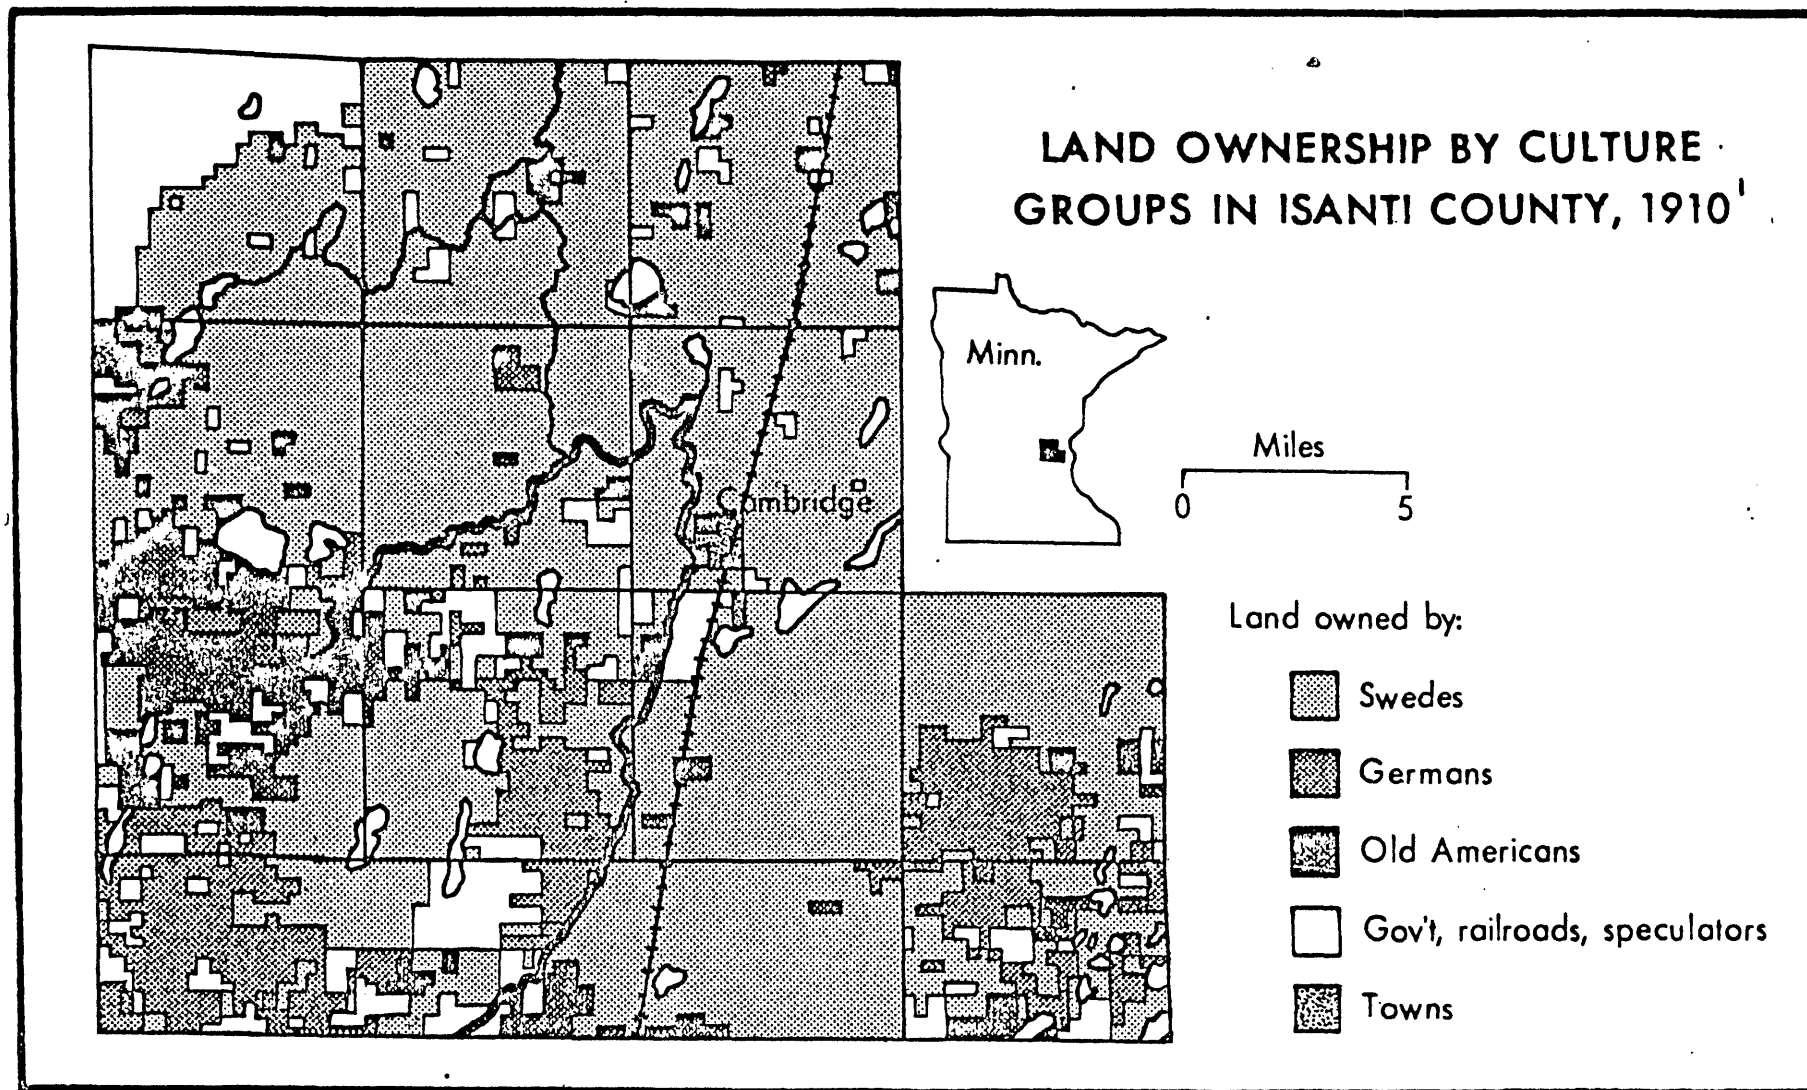 LAND OWNERSHIP BY CULTURE
GROUPS IN ISANTI COUNTY, 1910¹
Minn.
Miles
0 5
Cambridge
Land owned by:
Swedes
Germans
Old Americans
Gov't, railroads, speculators
Towns